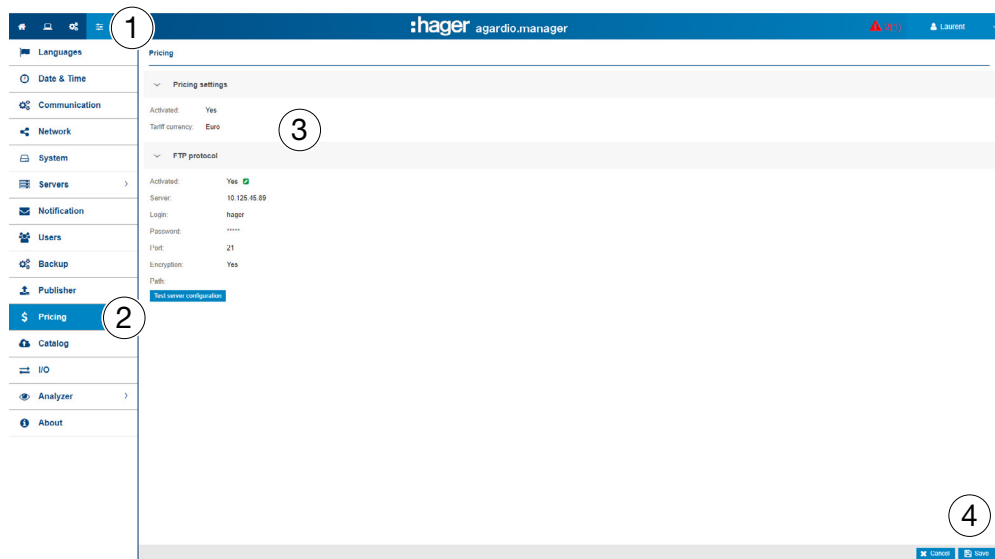 1
:hager agardio.manager
Laurent
Languages
Date & Time
Communication
Network
System
Servers
Notification
Users
Backup
Publisher
Pricing
2
Catalog
I/O
Analyzer
About
Pricing
Pricing settings
Activated: Yes
Tariff currency: Euro
3
FTP protocol
Activated: Yes
Server: 10.125.45.89
Login: hager
Password: *****
Port: 21
Encryption: Yes
Path:
Test server configuration
4
Cancel
Save